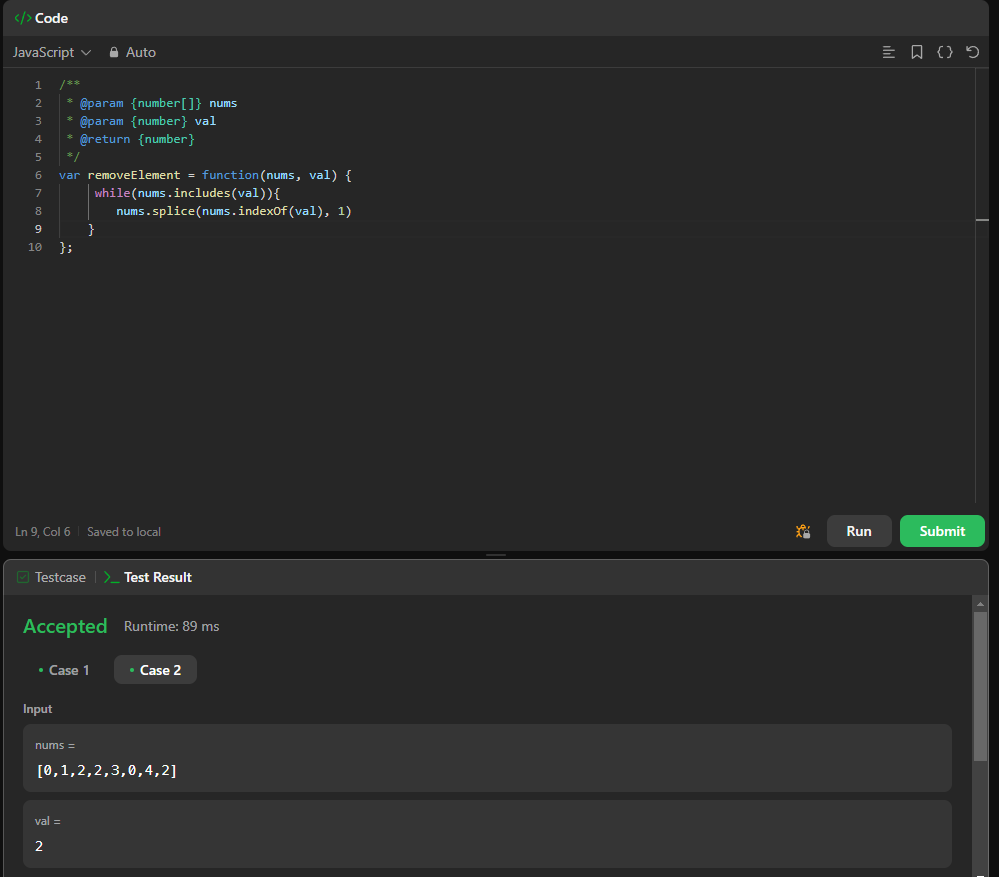 </> Code
JavaScript Auto
1 /**
2 * @param {number[]} nums
3 * @param {number} val
4 * @return {number}
5 */
6 var removeElement = function(nums, val) {
7 while(nums.includes(val)){
8 nums.splice(nums.indexOf(val), 1)
9 }
10 };
Ln 9, Col 6 Saved to local
Run Submit
Testcase >_ Test Result
Accepted Runtime: 89 ms
• Case 1 • Case 2
Input
nums =
[0,1,2,2,3,0,4,2]
val =
2